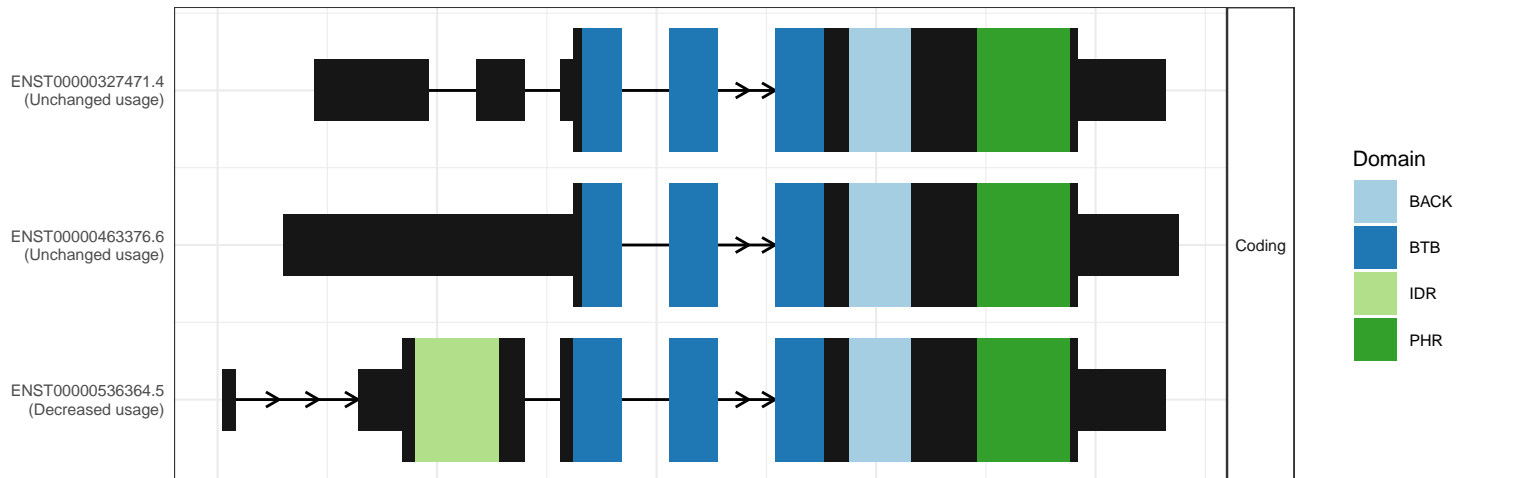 ENST00000327471.4
(Unchanged usage)
ENST00000463376.6
(Unchanged usage)
ENST00000536364.5
(Decreased usage)
Coding
Domain
BACK
BTB
IDR
PHR